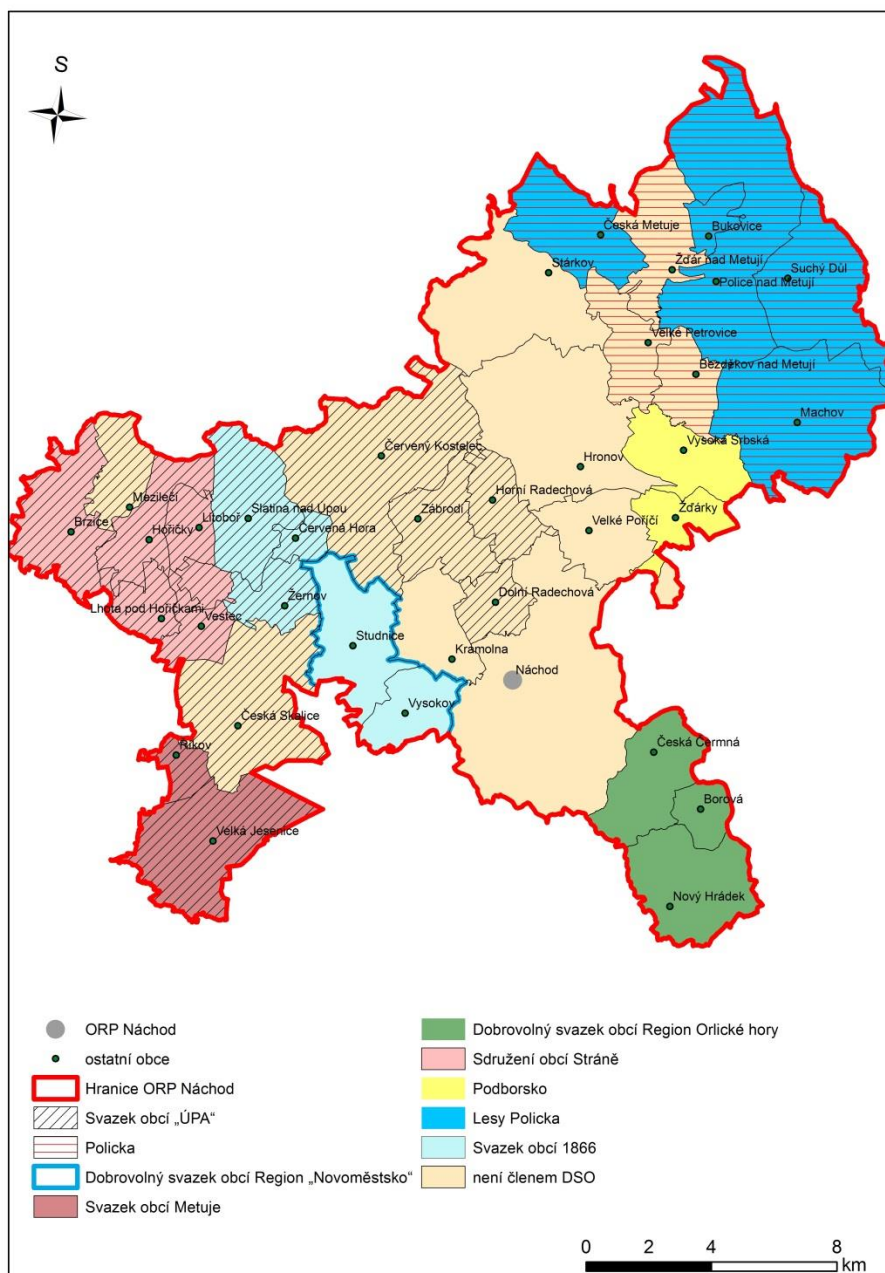 S
Česká Metuje
Bukovice
Stárkov
Žďár nad Metují
Suchý Důl
Police nad Metují
Velké Petrovice
Bezděkov nad Metují
Machov
Červený Kostelec
Vysoká Srbská
Hronov
Mezilečí
Horní Radechová
Slatina nad Úpou
Zábrodí
Žďárky
Litoboř
Brzice
Hořičky
Červená Hora
Velké Poříčí
Žernov
Dolní Radechová
Lhota pod Hořičkami
Vestec
Studnice
Kramolna
Náchod
Vysokov
Česká Skalice
Říkov
Česká Čermná
Borová
Velká Jesenice
Nový Hrádek
ORP Náchod
ostatní obce
Hranice ORP Náchod
Svazek obcí „ÚPA“
Policka
Dobrovolný svazek obcí Region „Novoměstsko“
Svazek obcí Metuje
Dobrovolný svazek obcí Region Orlické hory
Sdružení obcí Stráně
Podborsko
Lesy Policka
Svazek obcí 1866
není členem DSO
0 2 4 8
km